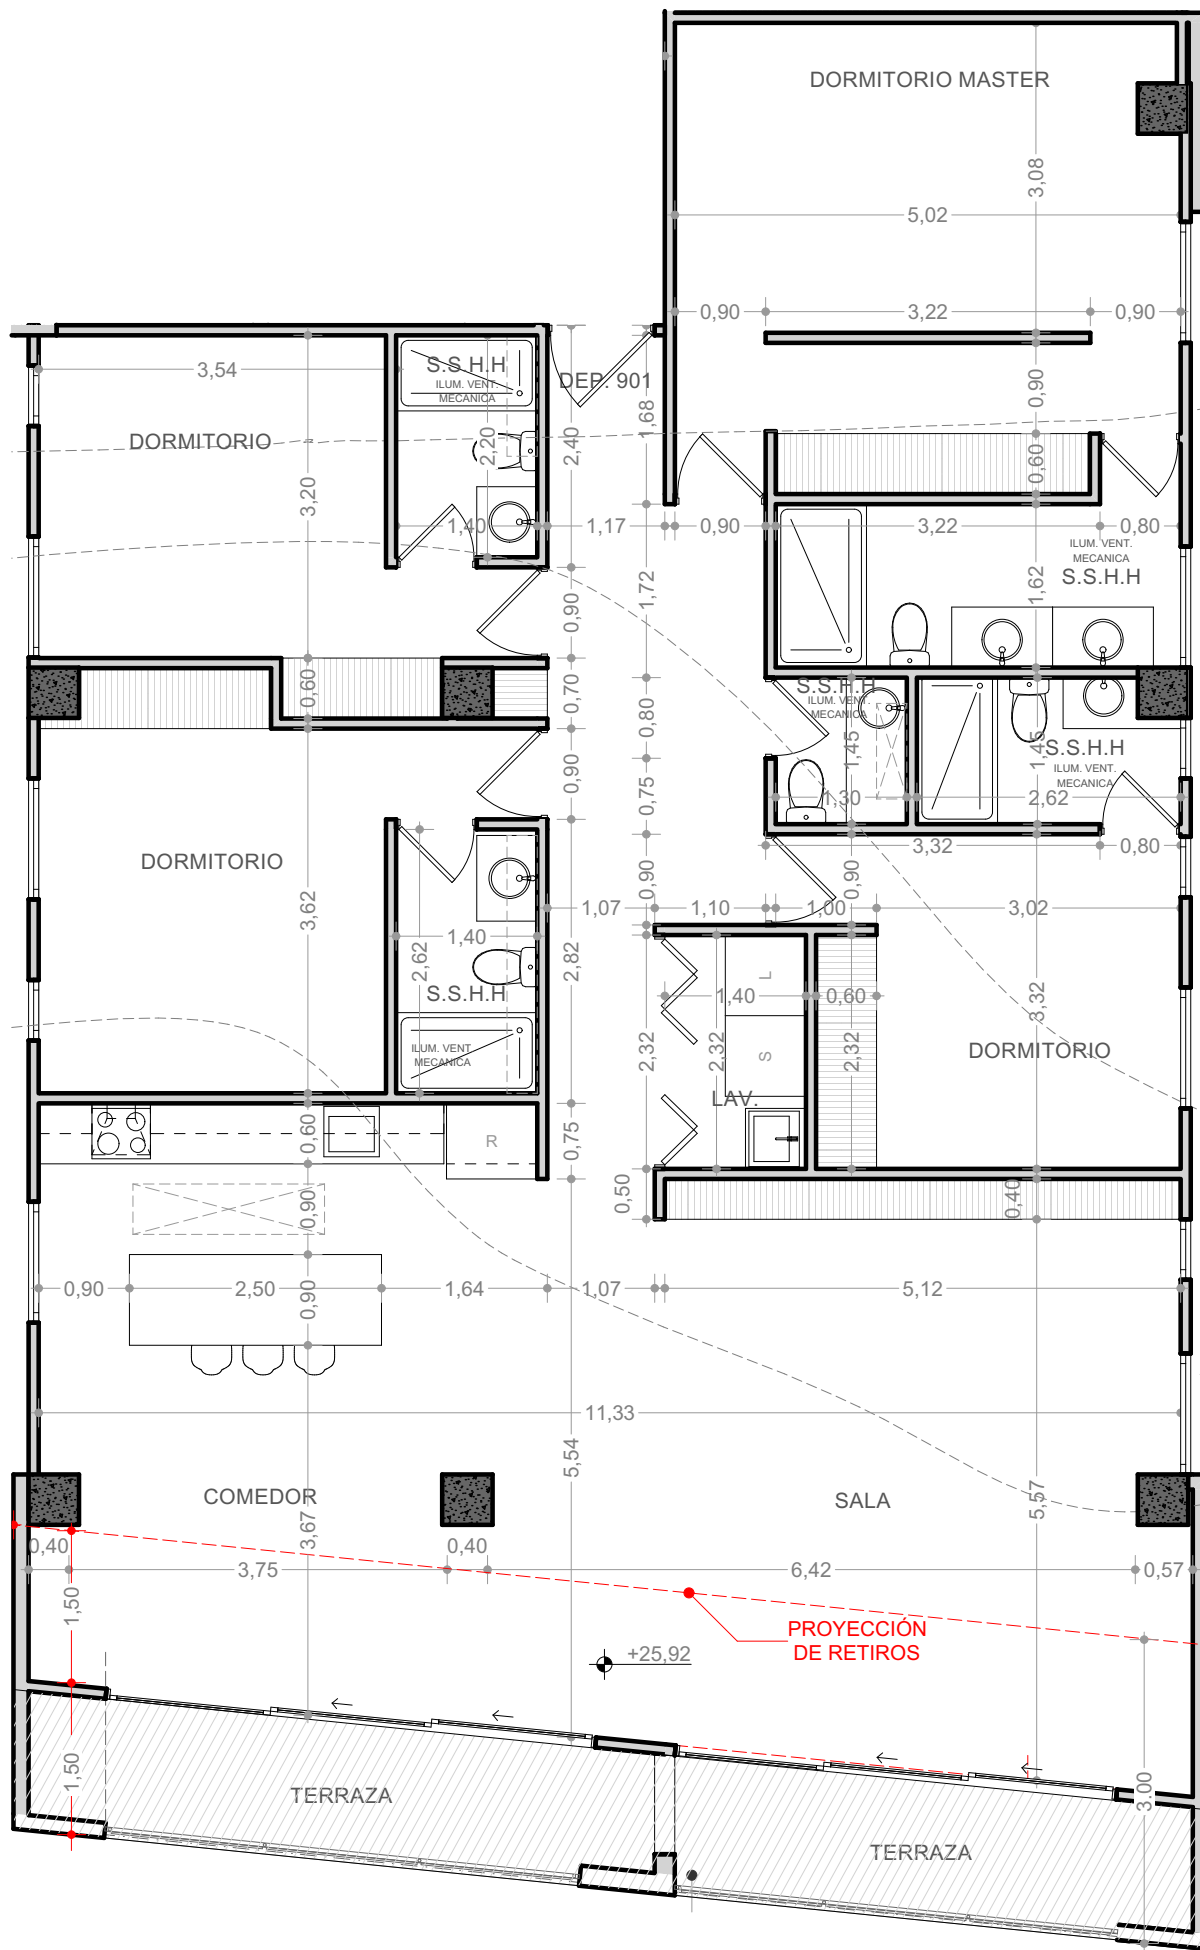 DORMITORIO MASTER
3,08
5,02
0,90
3,22
0,90
3,54
S.S.H.H
ILUM. VENT.
MECANICA
DEP. 901
DORMITORIO
2,20
2,40
1,68
0,90
3,20
0,60
1,40
1,17
0,90
3,22
0,80
ILUM. VENT.
MECANICA
S.S.H.H
1,62
1,72
0,90
0,60
0,70
0,80
S.S.H.H
ILUM. VENT.
MECANICA
1,45
1,45
S.S.H.H
ILUM. VENT.
MECANICA
0,90
0,75
1,30
2,62
3,32
0,80
DORMITORIO
3,62
0,90
0,90
1,07
1,10
1,00
3,02
1,40
2,62
2,82
S.S.H.H
ILUM. VENT.
MECANICA
L
1,40
0,60
3,32
2,32
2,32
2,32
S
DORMITORIO
LAV.
0,60
R
0,75
0,90
0,50
0,40
0,90
2,50
0,90
1,64
1,07
5,12
11,33
5,54
COMEDOR
SALA
3,67
5,57
0,40
3,75
0,40
6,42
0,57
1,50
PROYECCIÓN
DE RETIROS
+25,92
1,50
TERRAZA
3,00
TERRAZA